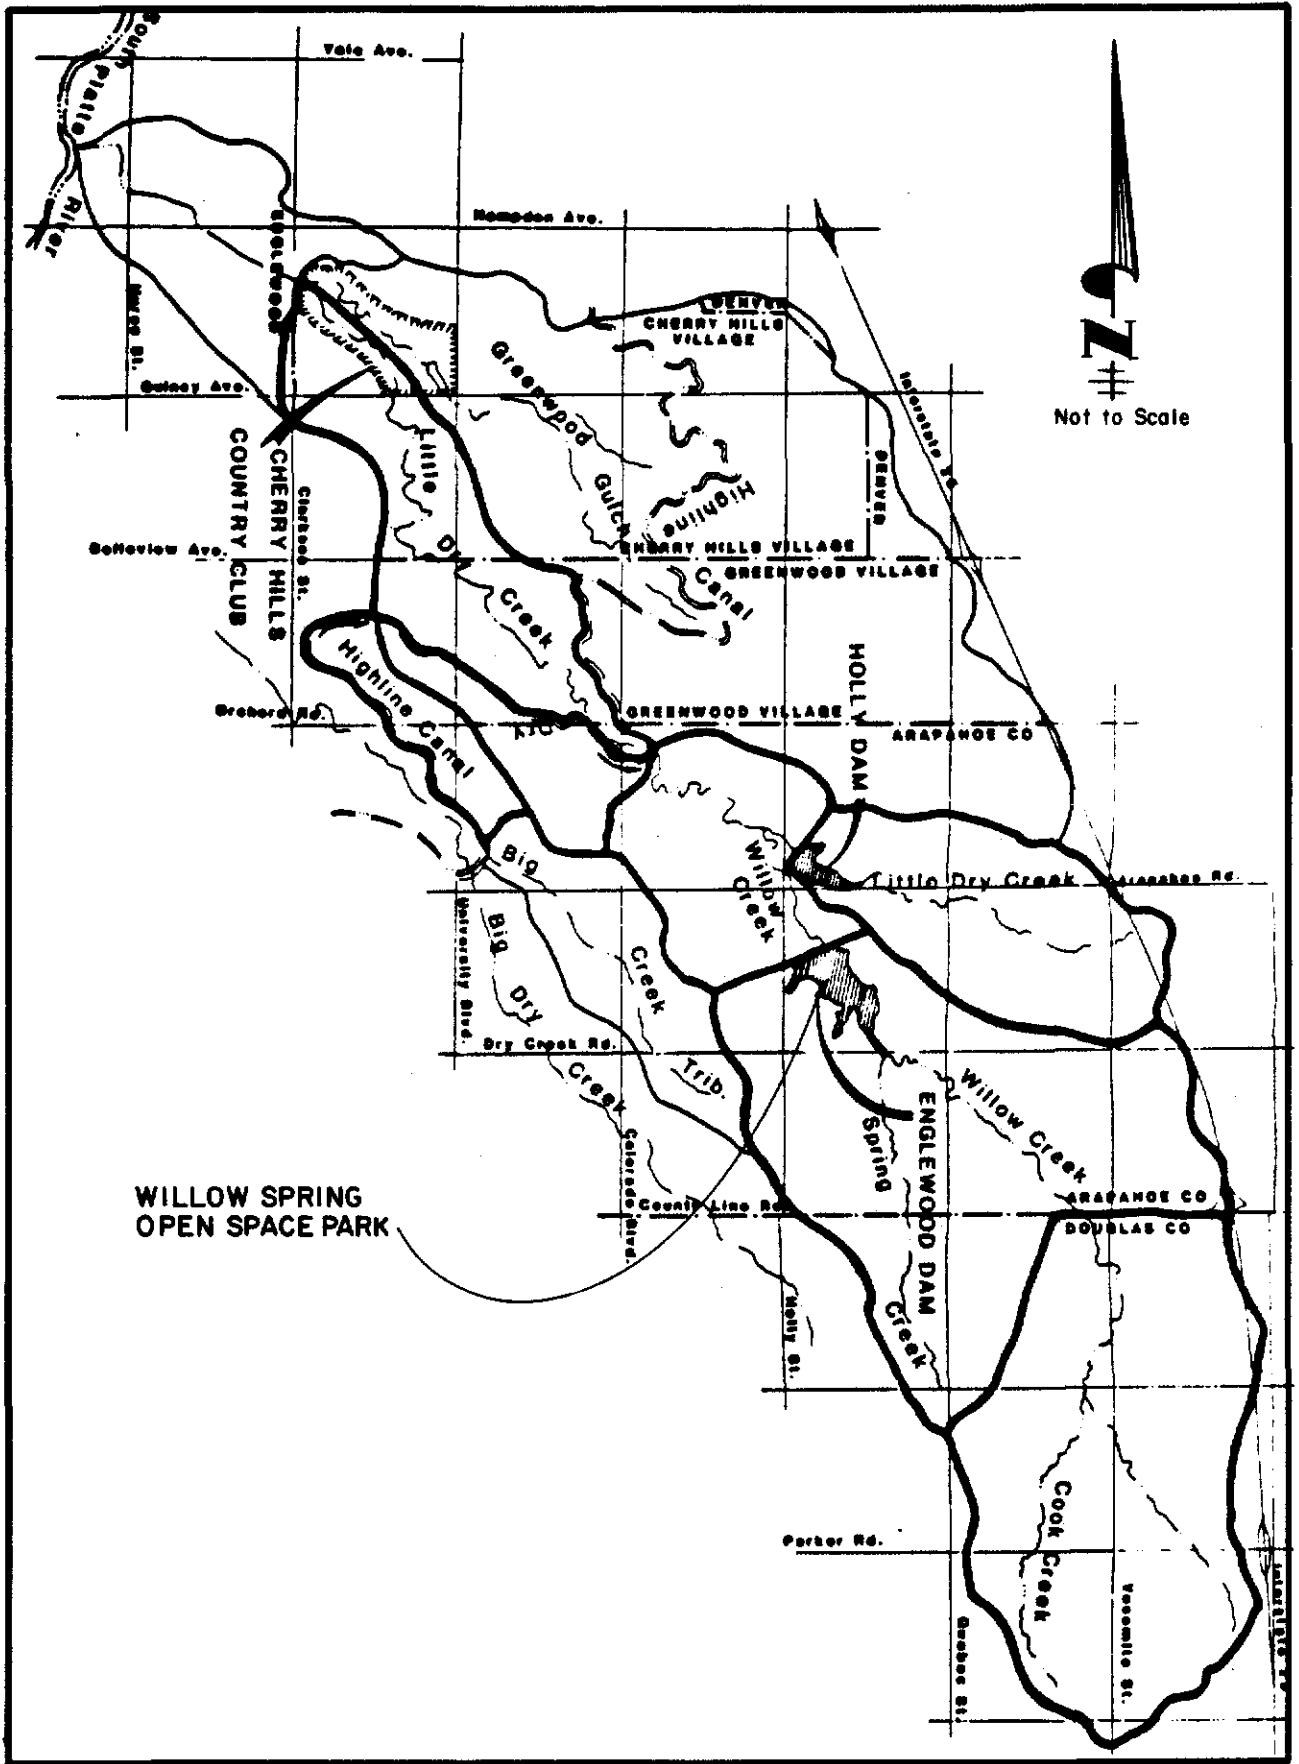 South
Platte
River
Yale Ave.
Hampden Ave.
ENGLEWOOD
DENVER
CHERRY HILLS
VILLAGE
N
Not to Scale
Quincy Ave.
Greenwood
Gulch
Interstate 25
DENVER
Highline
Canal
Little
Dry
Creek
COUNTRY CLUB
CHERRY HILLS
Clarkson St.
Belleview Ave.
CHERRY HILLS VILLAGE
GREENWOOD VILLAGE
HOLLY DAM
Highline Canal
Orchard Rd.
GREENWOOD VILLAGE
ARAPAHOE CO
Willow
Creek
Little Dry Creek
Arapahoe Rd.
Big
Creek
Trib.
University Blvd.
Big
Dry
Creek
Dry Creek Rd.
Willow Creek
Spring
Creek
ENGLEWOOD DAM
Colorado Blvd.
County Line Rd.
ARAPAHOE CO
DOUGLAS CO
WILLOW SPRING
OPEN SPACE PARK
Holly St.
Cook Creek
Parker Rd.
Quebec St.
Yosemite St.